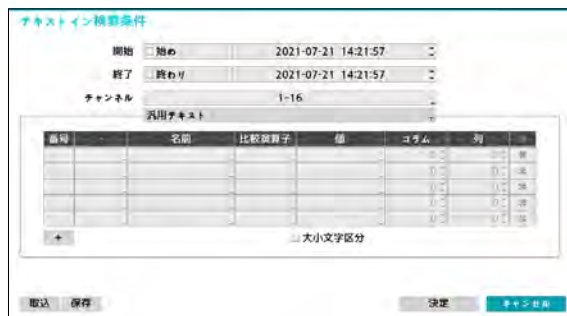 テキストイン検索条件
開始 始め 2021-07-21 14:21:57
終了 終わり 2021-07-21 14:21:57
チャンネル 1-16
汎用テキスト
番号 名前 比較演算子 値 コラム 列
+ 大小文字区分
取込 保存 決定 キャンセル